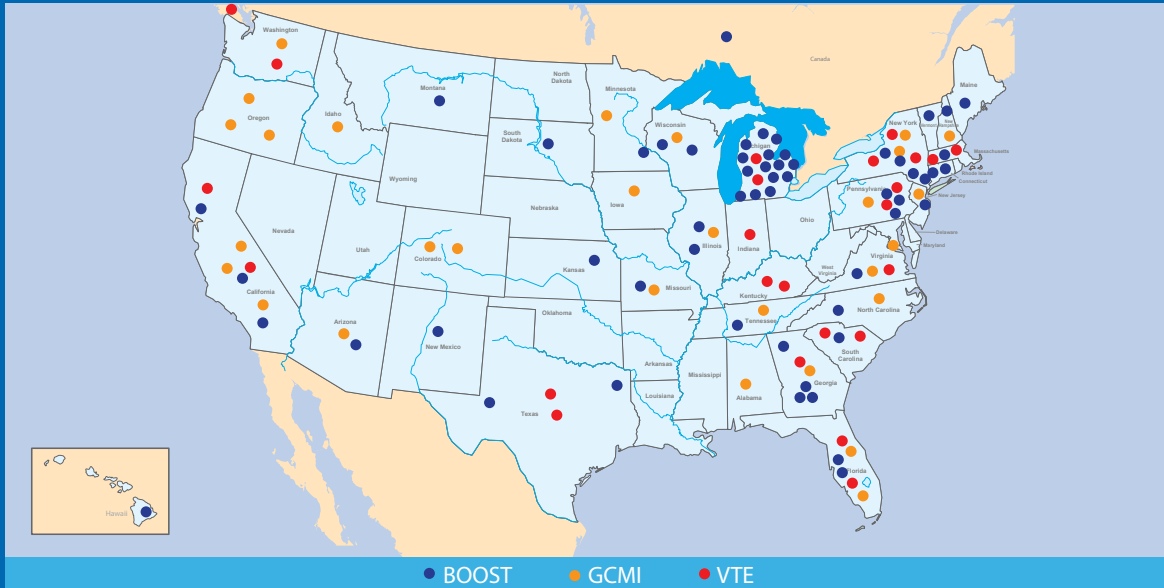 Washington
Montana
North
Dakota
Minnesota
Canada
Maine
Oregon
Idaho
South
Dakota
Wisconsin
New York
Vermont
New
Hampshire
Massachusetts
Rhode Island
Connecticut
Wyoming
chigan
Iowa
Pennsylvania
New Jersey
Nebraska
Ohio
Nevada
Utah
Colorado
Kansas
Illinois
Indiana
Delaware
Maryland
West
Virginia
Virginia
California
Missouri
Kentucky
Arizona
New Mexico
Oklahoma
Tennessee
North Carolina
Arkansas
South
Carolina
Mississippi
Alabama
Georgia
Texas
Louisiana
Florida
Hawaii
BOOST
GCMI
VTE